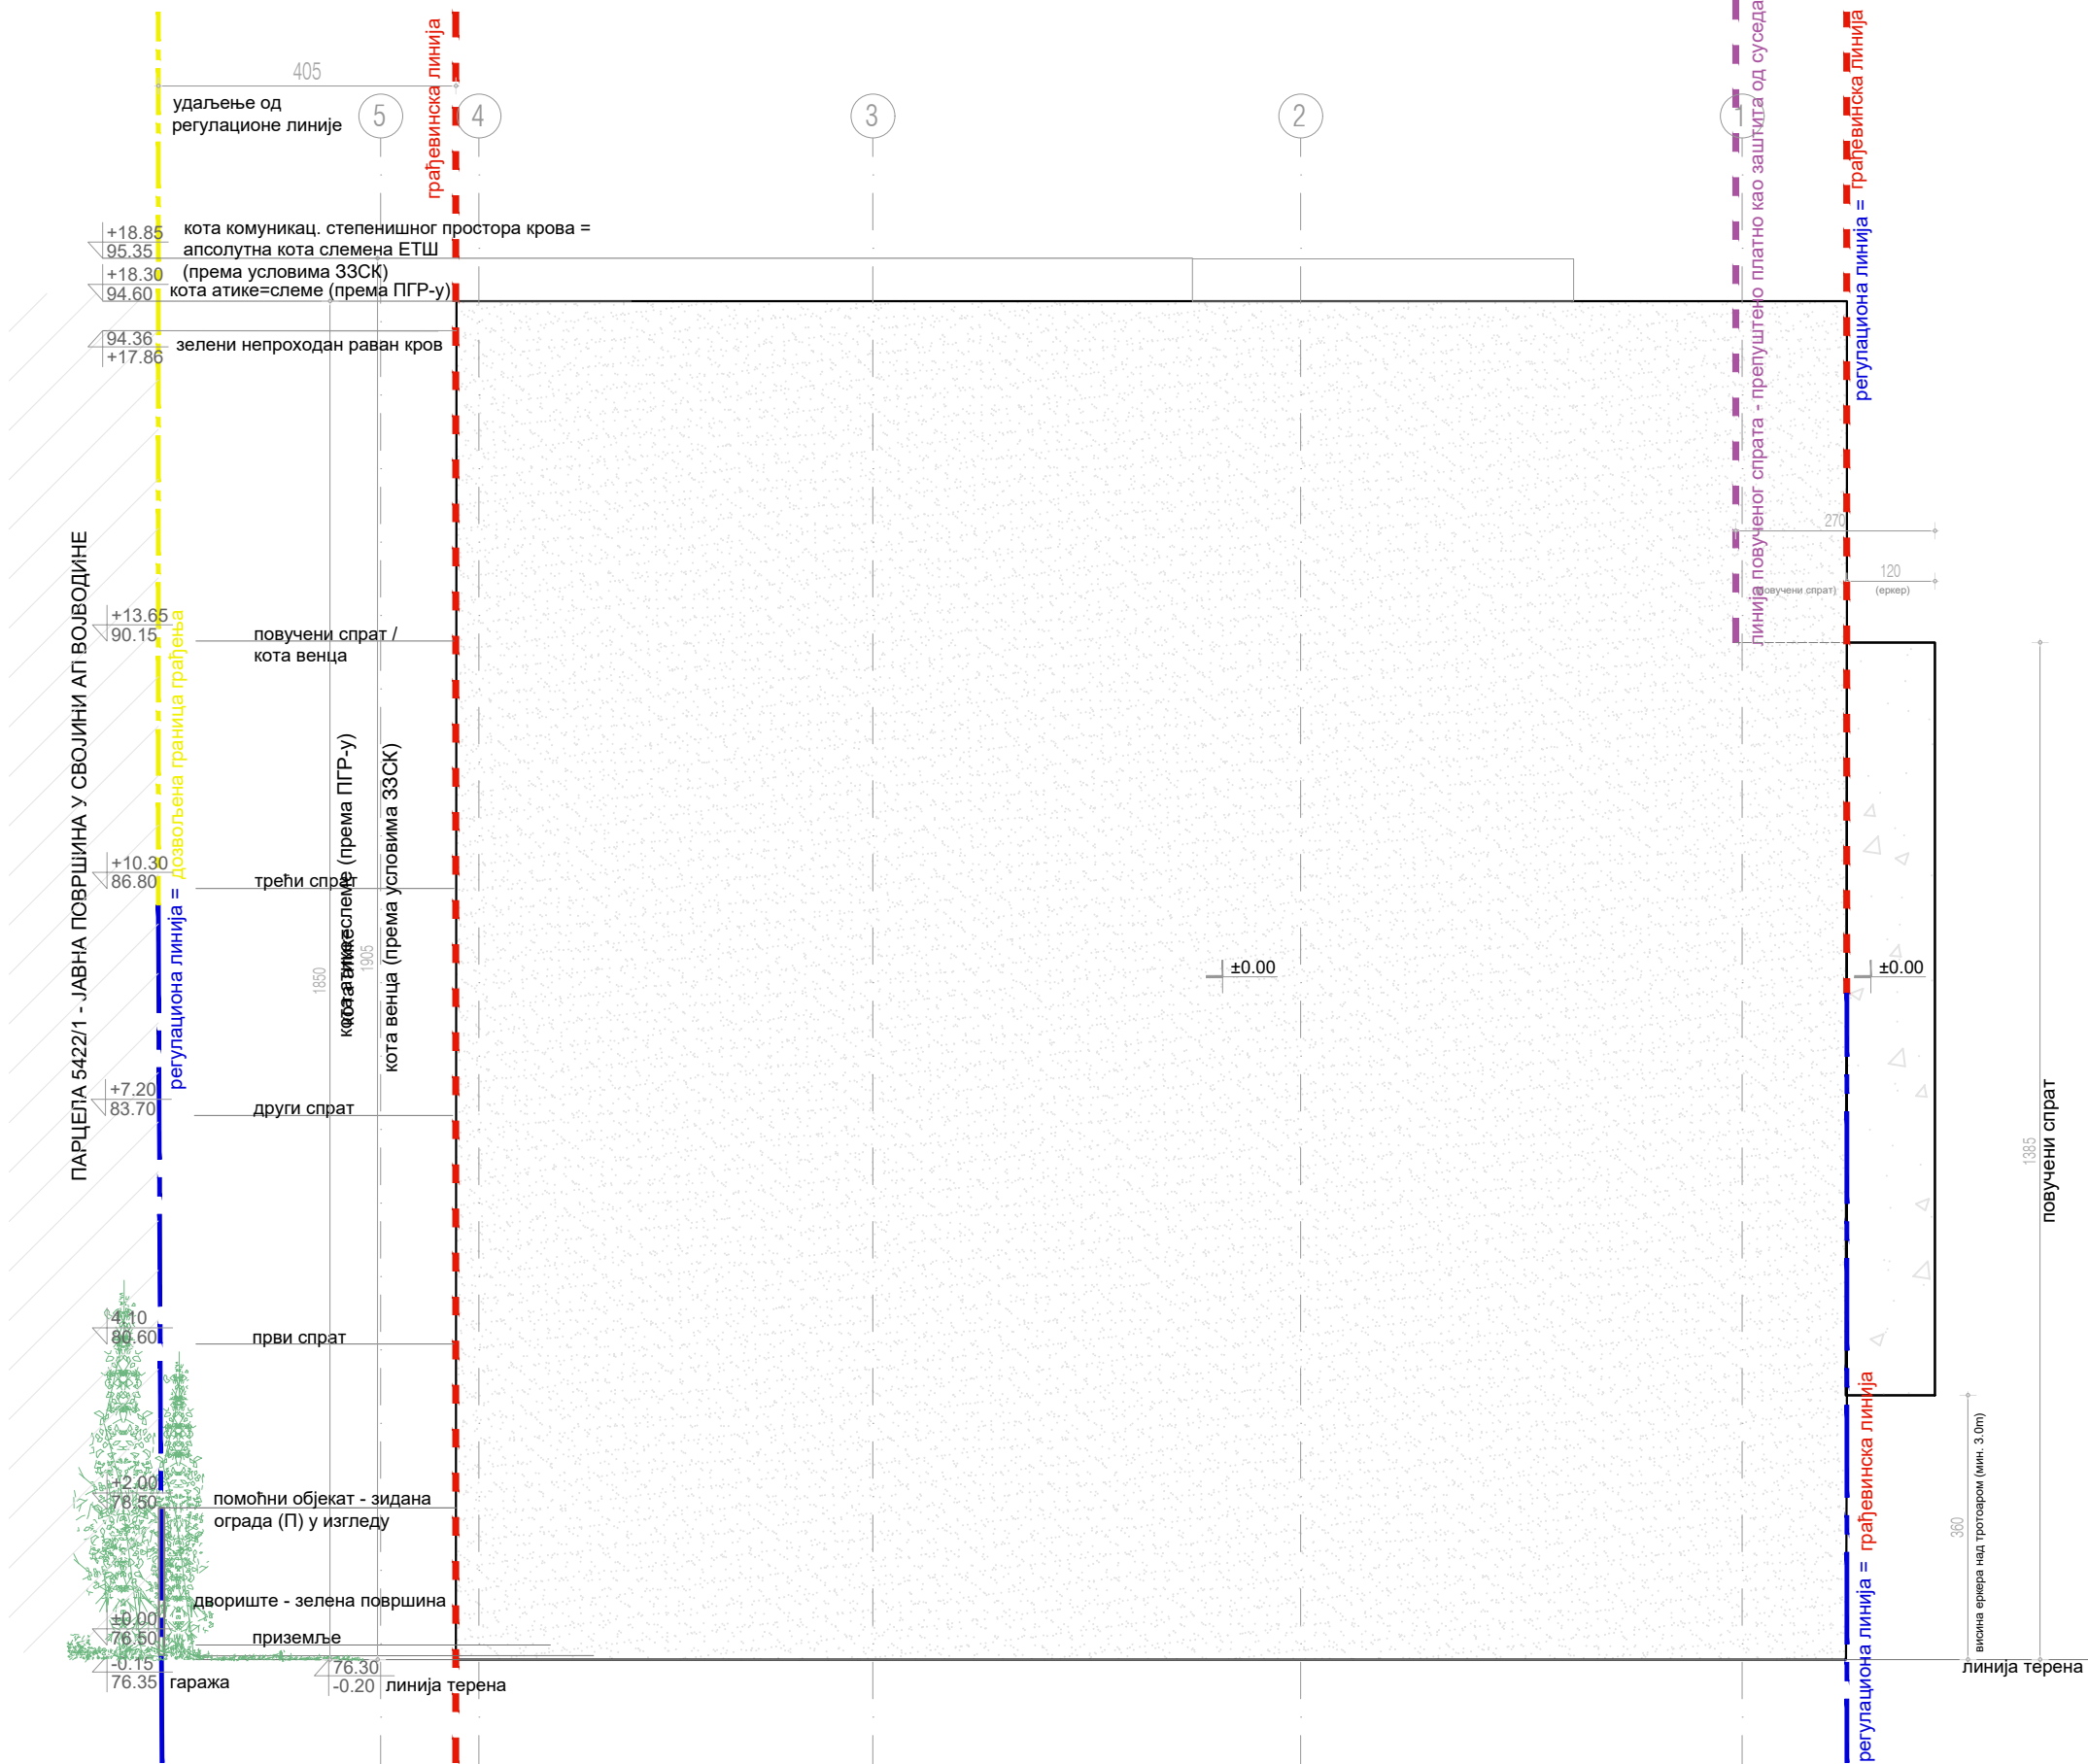 405
удаљење од
регулационе линије
5
4
3
2
1
грађевинска линија
линија повученог спрата - препуштено платно као заштита од суседа
регулациона линија = грађевинска линија
+18.85
95.35
кота комуникац. степенишног простора крова =
апсолутна кота слемена ЕТШ
(према условима ЗЗСК)
+18.30
94.60
кота атике=слеме (према ПГР-у)
94.36
+17.86
зелени непроходан раван кров
270
120
(еркер)
повучени спрат)
+13.65
90.15
повучени спрат /
кота венца
ПАРЦЕЛА 5422/1 - ЈАВНА ПОВРШИНА У СВОЈИНИ АП ВОЈВОДИНЕ
регулациона линија = дозвољена граница грађења
+10.30
86.80
трећи спрат
1850
кота атике=слеме (према ПГР-у)
1905
кота венца (према условима ЗЗСК)
±0.00
±0.00
+7.20
83.70
други спрат
1385
повучени спрат
4.10
80.60
први спрат
+2.00
78.50
помоћни објекат - зидана
ограда (П) у изгледу
360
висина еркера над тротоаром (мин. 3.0m)
регулациона линија = грађевинска линија
двориште - зелена површина
±0.00
76.50
приземље
-0.15
76.35
гаража
76.30
-0.20
линија терена
линија терена